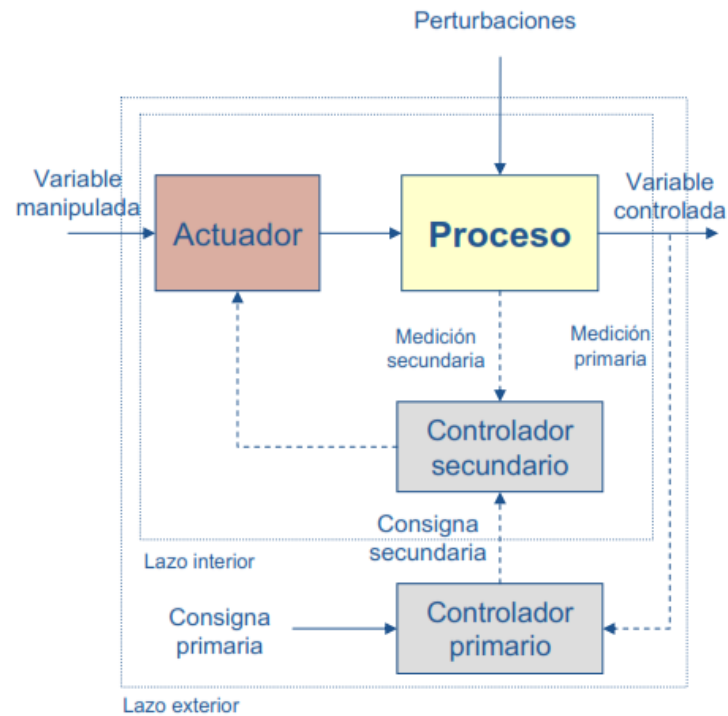 Perturbaciones
Variable
manipulada
Actuador
Proceso
Variable
controlada
Medición
secundaria
Medición
primaria
Controlador
secundario
Consigna
secundaria
Lazo interior
Consigna
primaria
Controlador
primario
Lazo exterior